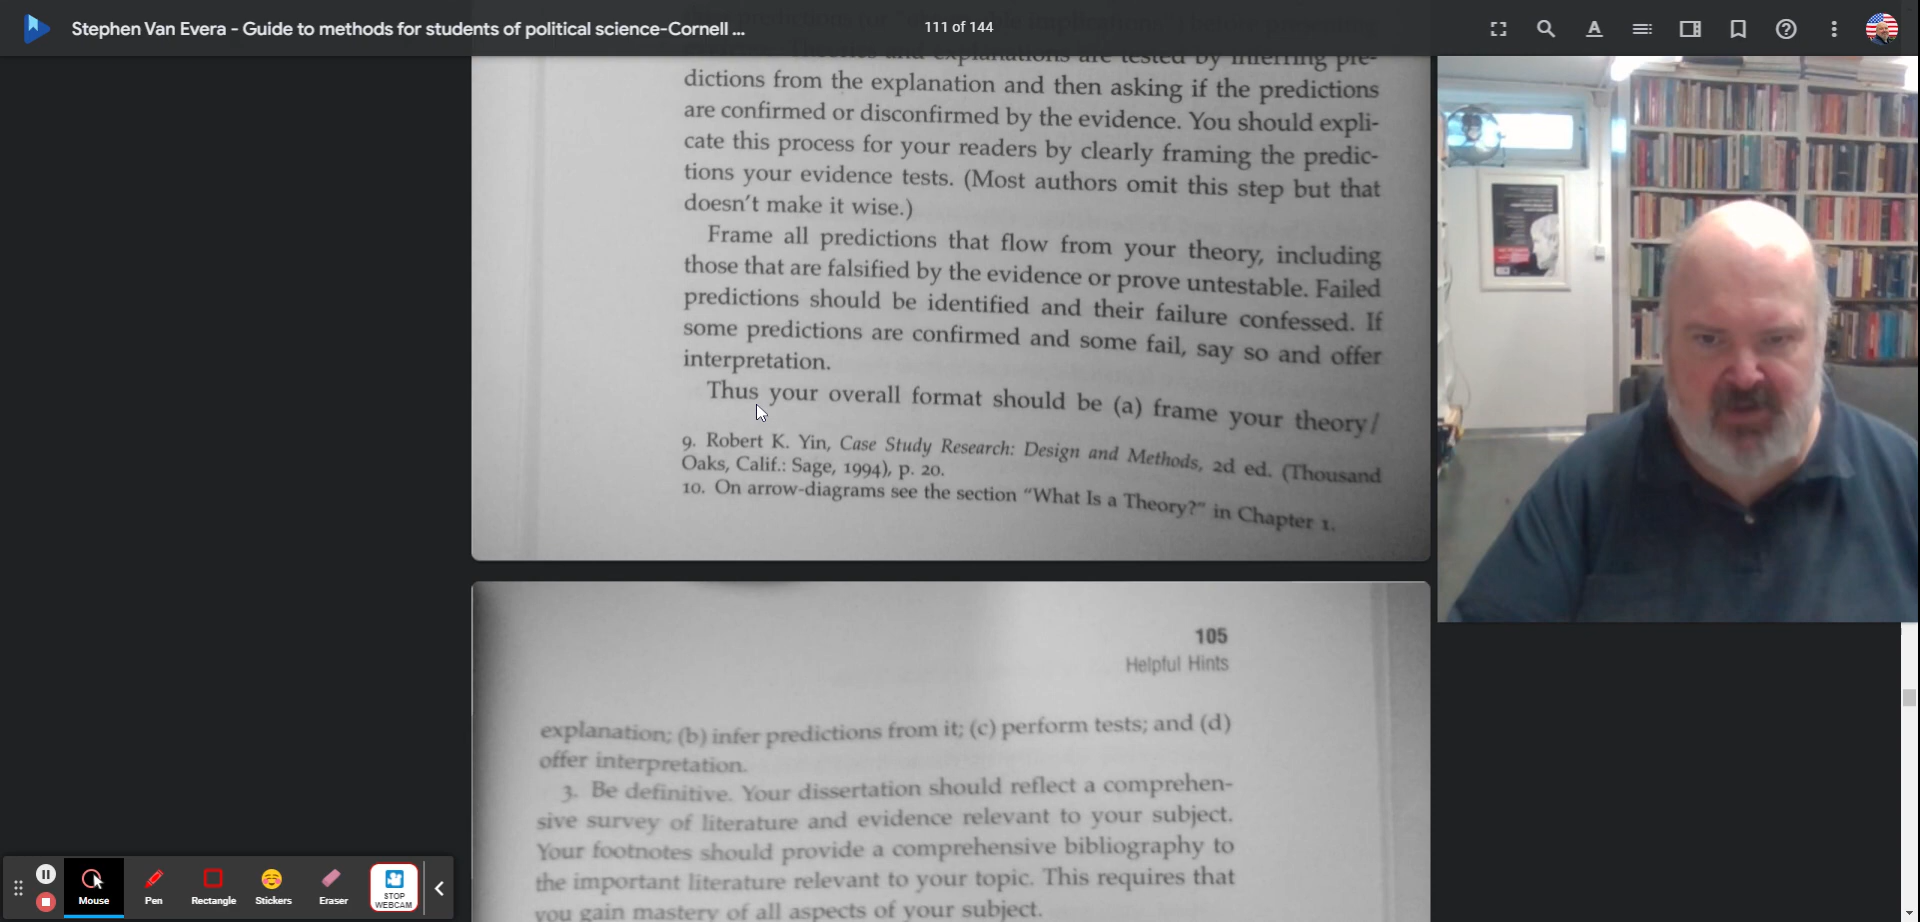 Stephen Van Evera - Guide to methods for students of political science-Cornell ...
111 of 144
and explanations are tested by inferring pre-
dictions from the explanation and then asking if the predictions
are confirmed or disconfirmed by the evidence. You should expli-
cate this process for your readers by clearly framing the predic-
tions your evidence tests. (Most authors omit this step but that
doesn't make it wise.)
Frame all predictions that flow from your theory, including
those that are falsified by the evidence or prove untestable. Failed
predictions should be identified and their failure confessed. If
some predictions are confirmed and some fail, say so and offer
interpretation.
Thus your overall format should be (a) frame your theory/
9. Robert K. Yin, Case Study Research: Design and Methods, 2d ed. (Thousand
Oaks, Calif.: Sage, 1994), p. 20.
10. On arrow-diagrams see the section "What Is a Theory?" in Chapter 1.
105
Helpful Hints
explanation; (b) infer predictions from it; (c) perform tests; and (d)
offer interpretation.
3. Be definitive. Your dissertation should reflect a comprehen-
sive survey of literature and evidence relevant to your subject.
Your footnotes should provide a comprehensive bibliography to
the important literature relevant to your topic. This requires that
you gain mastery of all aspects of your subject.
Mouse
Pen
Rectangle
Stickers
Eraser
STOP
WEBCAM